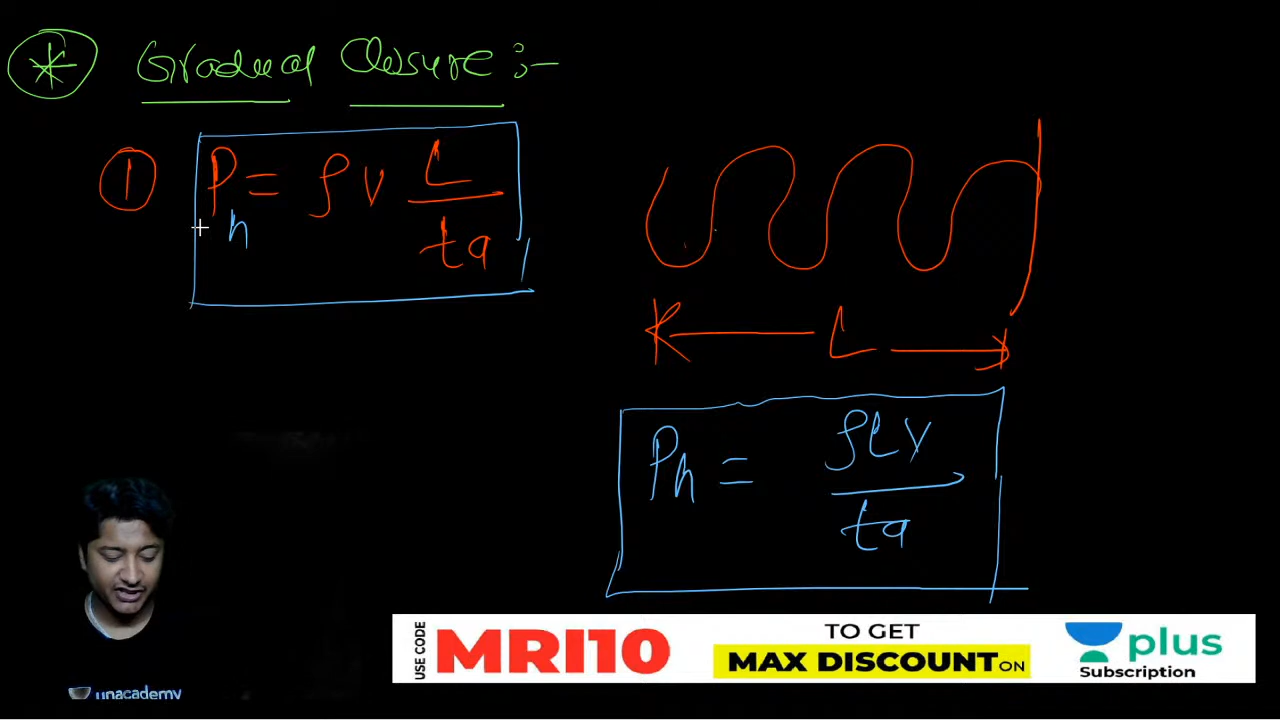 * Gradual Closure :-
① Ph = ρV L/ta
L
Ph = ρLV/ta
USE CODE MRI10 TO GET MAX DISCOUNT ON plus Subscription
unacademy